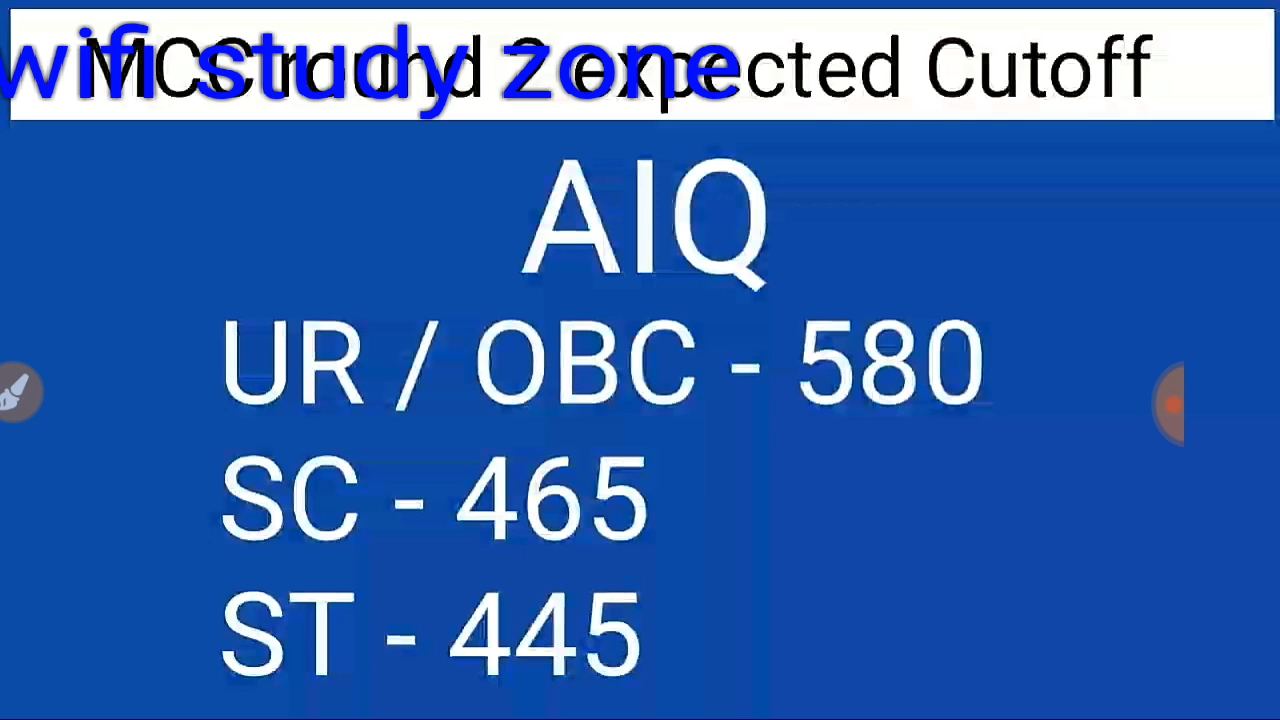 wifi study zone
MCC round 2 expected Cutoff
AIQ
UR / OBC - 580
SC - 465
ST - 445